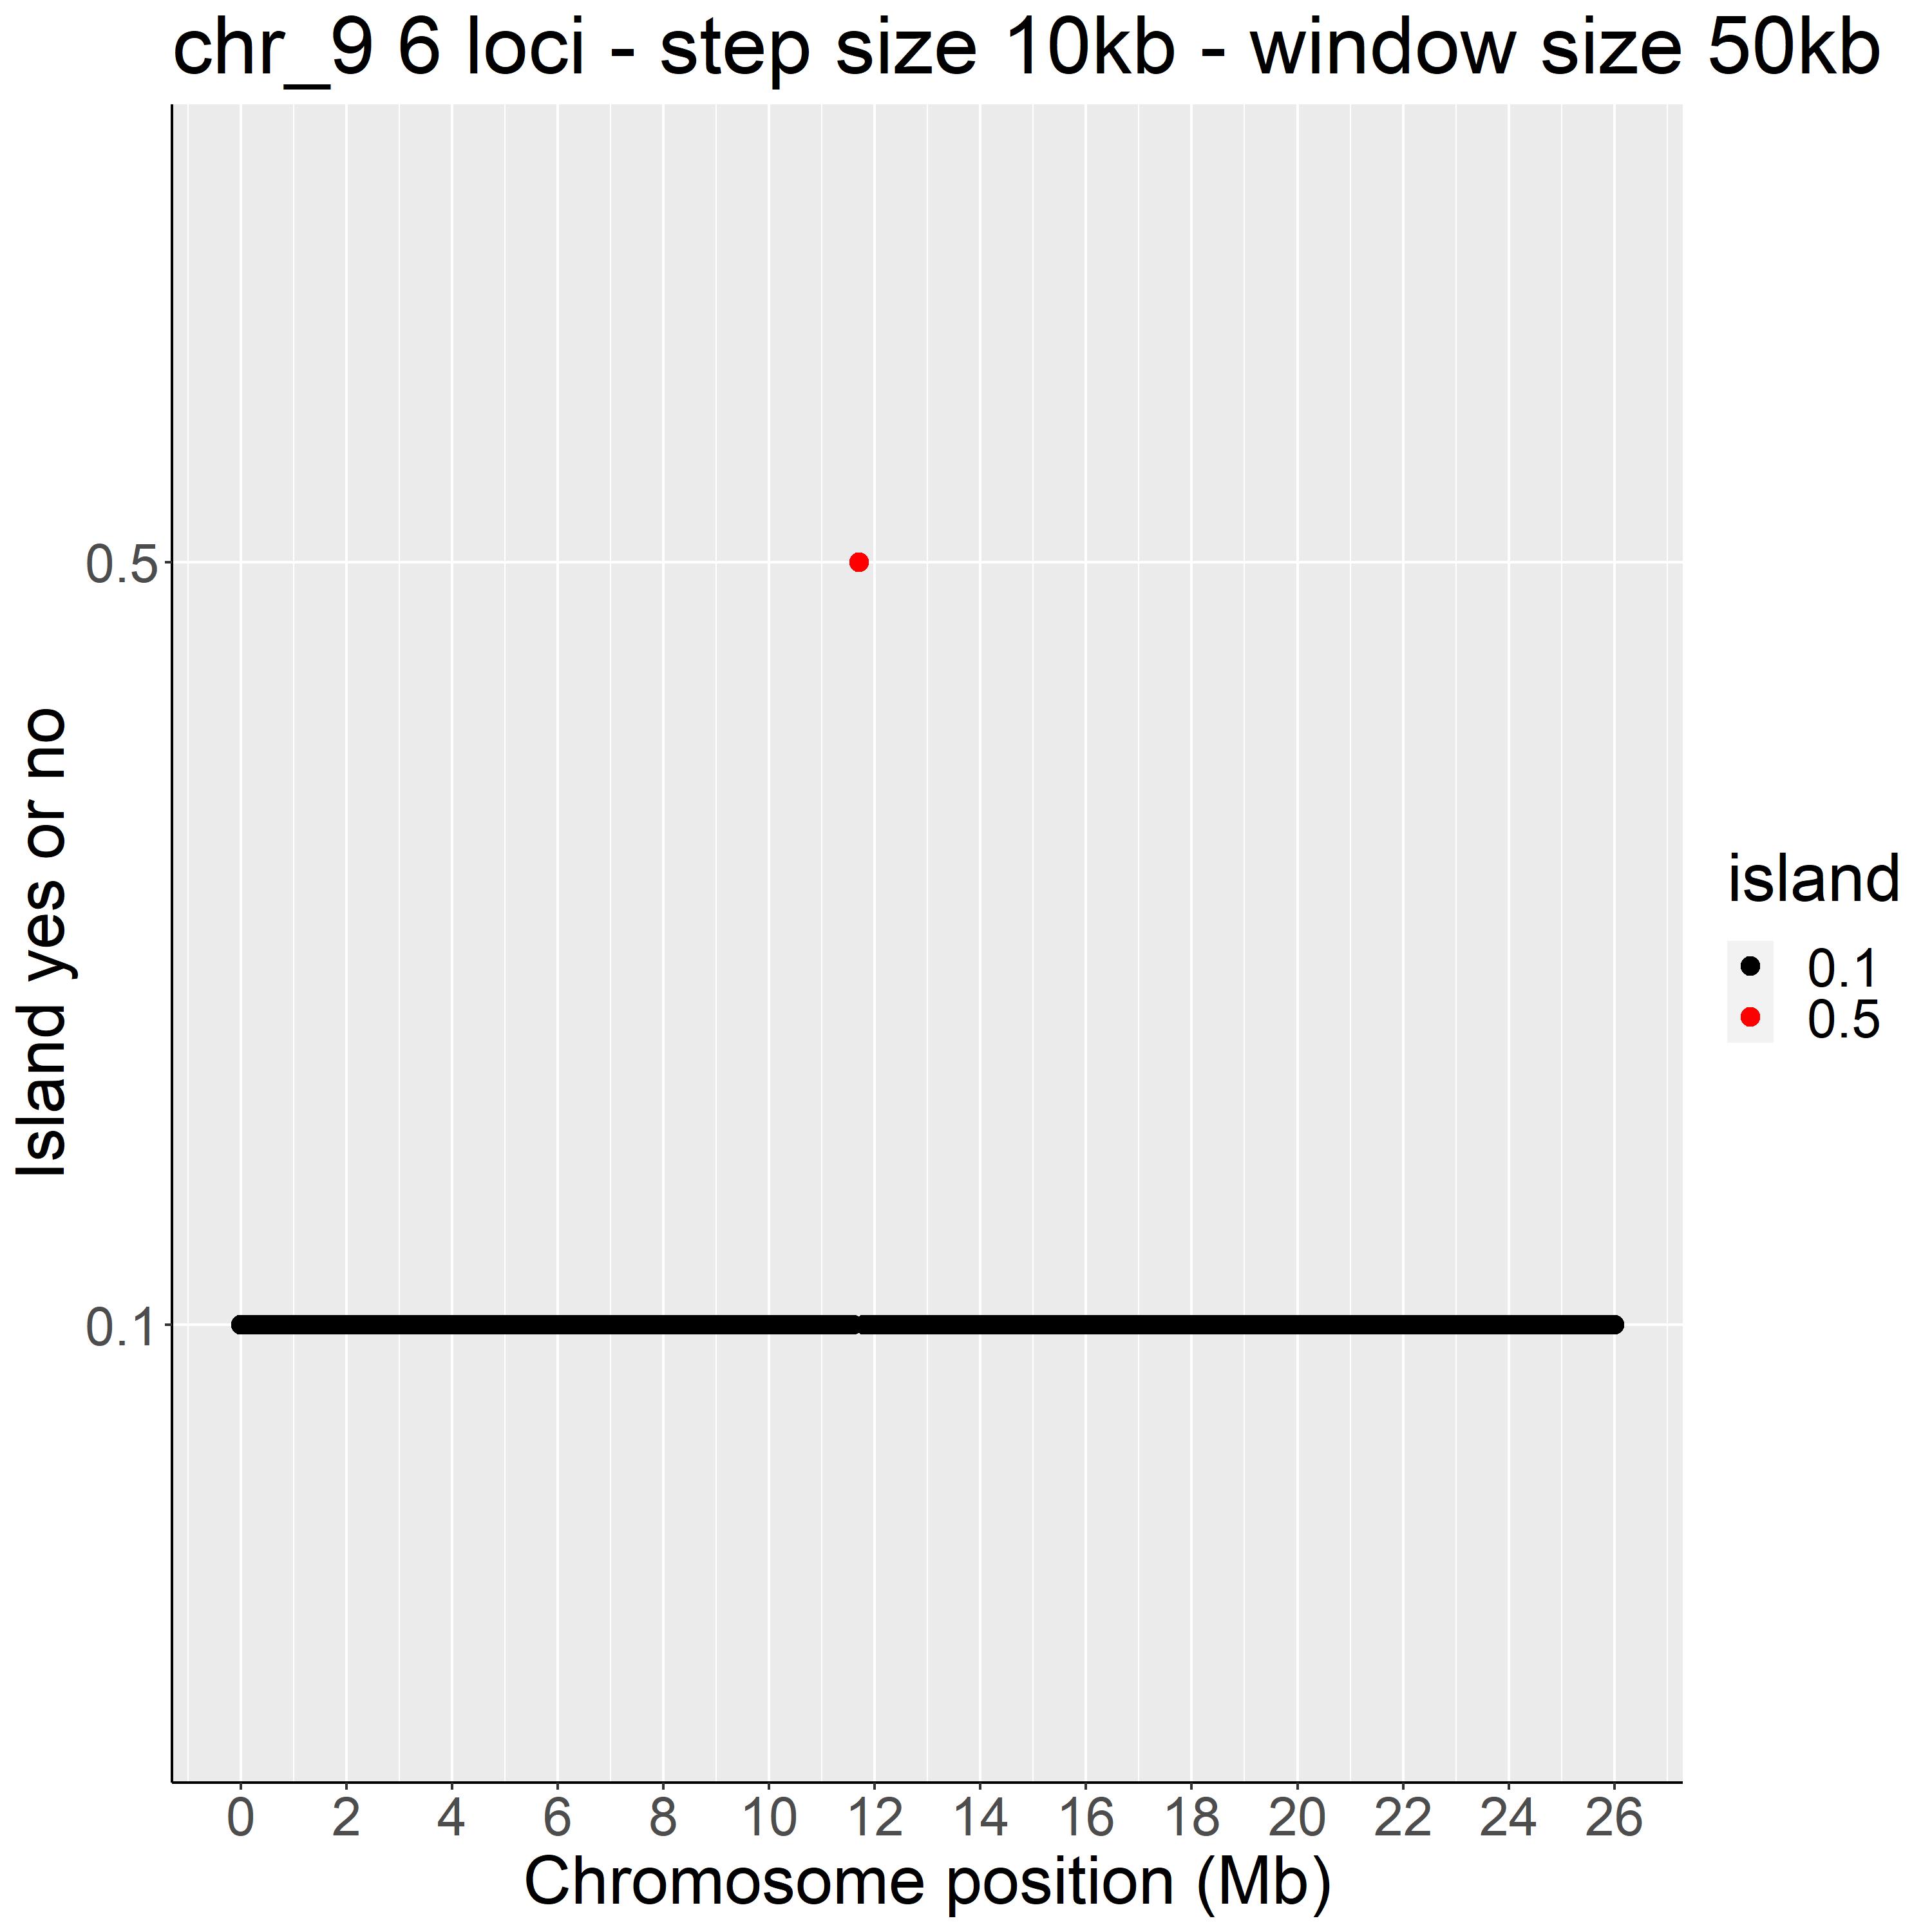 chr_9 6 loci - step size 10kb - window size 50kb
Island yes or no
0.5
0.1
island
0.1
0.5
0 2 4 6 8 10 12 14 16 18 20 22 24 26
Chromosome position (Mb)